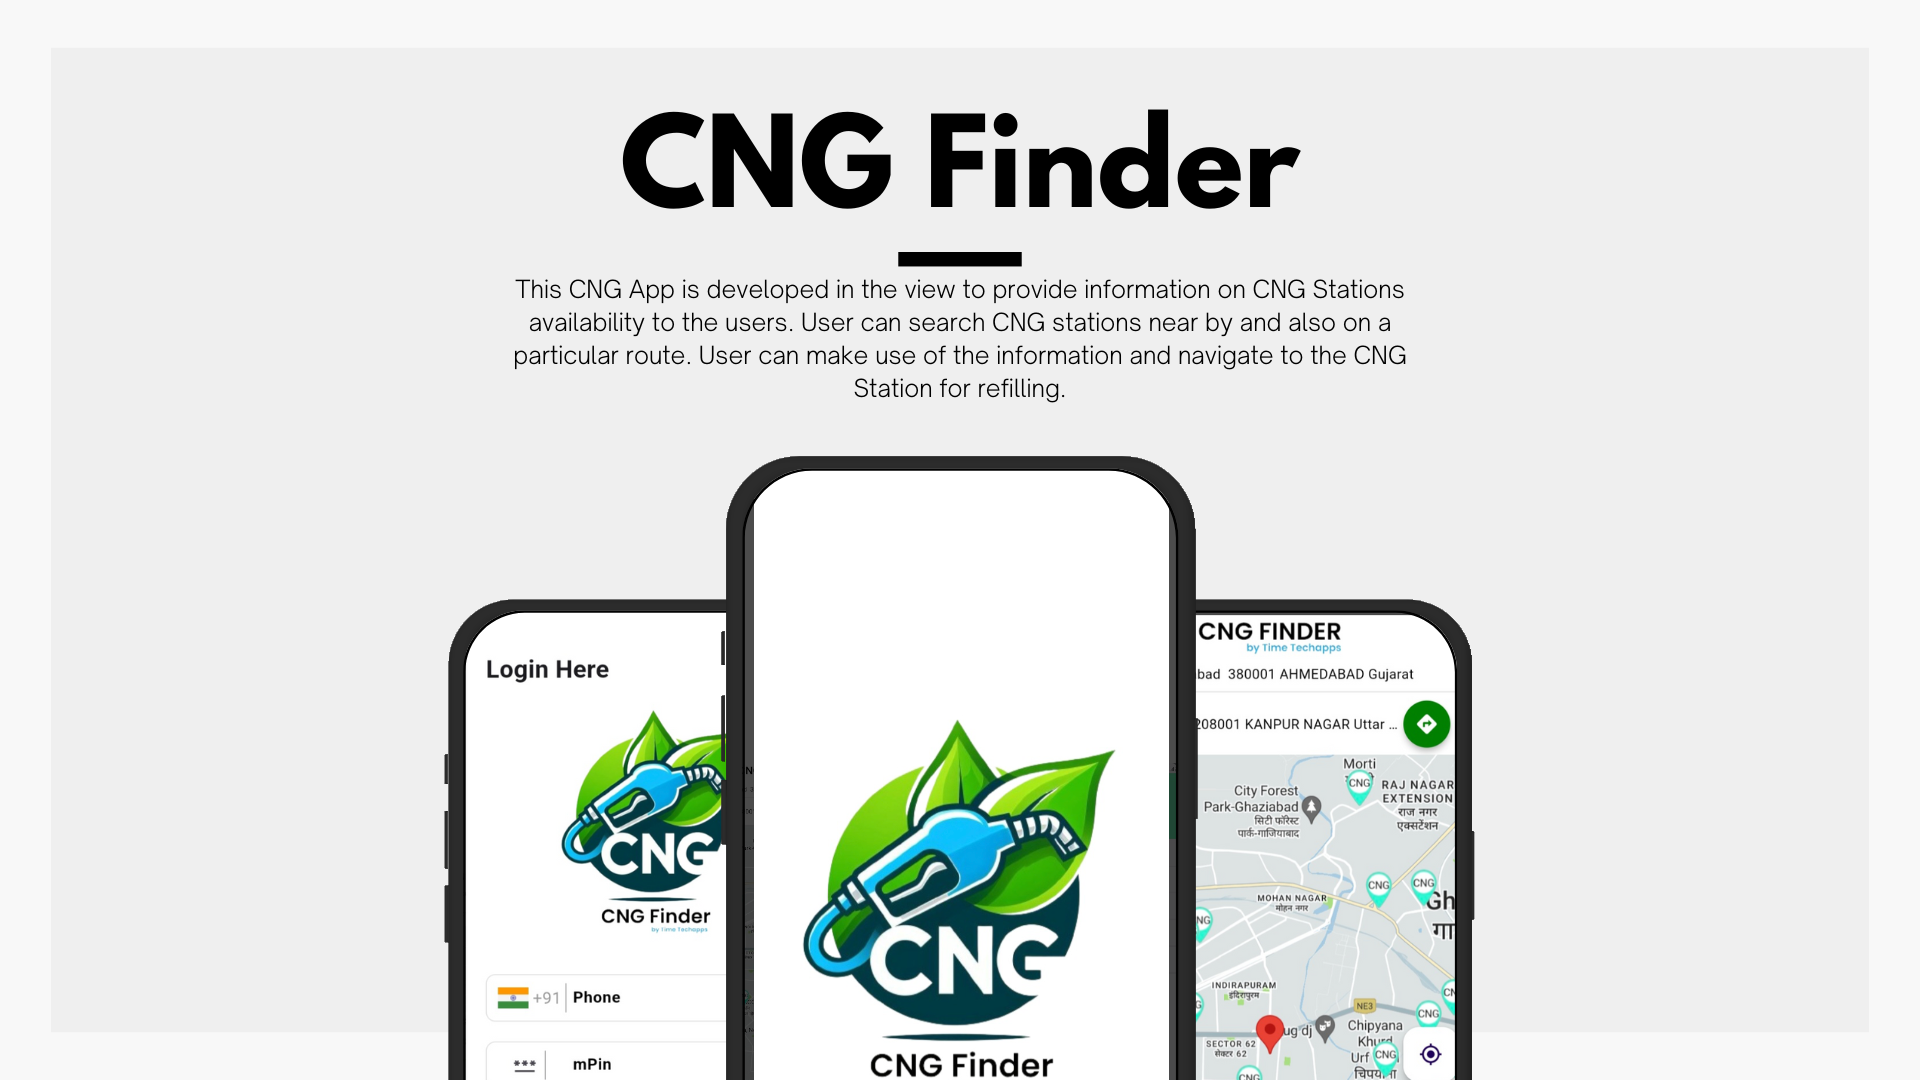 CNG Finder
This CNG App is developed in the view to provide information on CNG Stations
availability to the users. User can search CNG stations near by and also on a
particular route. User can make use of the information and navigate to the CNG
Station for refilling.
Login Here
CNG
CNG Finder
by Time Techapps
+91 Phone
*** mPin
CNG
CNG Finder
CNG FINDER
by Time Techapps
bad 380001 AHMEDABAD Gujarat
208001 KANPUR NAGAR Uttar ...
Morti
CNG
City Forest
Park-Ghaziabad
सिटी फॉरेस्ट
पार्क-गाजियाबाद
RAJ NAGAR
EXTENSION
राज नगर
एक्सटेंशन
CNG
CNG
MOHAN NAGAR
मोहन नगर
NG
Gh
गा
INDIRAPURAM
इंदिरापुरम
NE3
CN
CNG
ug dj
Chipyana
Khurd
Urf
CNG
SECTOR 62
सेक्टर 62
CNG